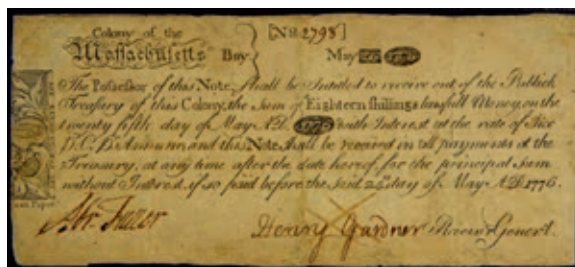 Colony of the [No 2798]
Massachusetts Bay May 25 1775
The Possessor of this Note, shall be Intitled to receive out of the Publick
Treasury of this Colony, the Sum of Eighteen shillings lawfull Money, on the
twenty fifth day of May A.D. 1776 with Interest at the rate of Six
P. C. P. Annum, and this Note shall be received in all payments at the
Treasury, at any time after the date hereof, for the principal Sum
without Interest, if so paid before the said day of May A.D. 1776.
Henry Gardner Receiver General.